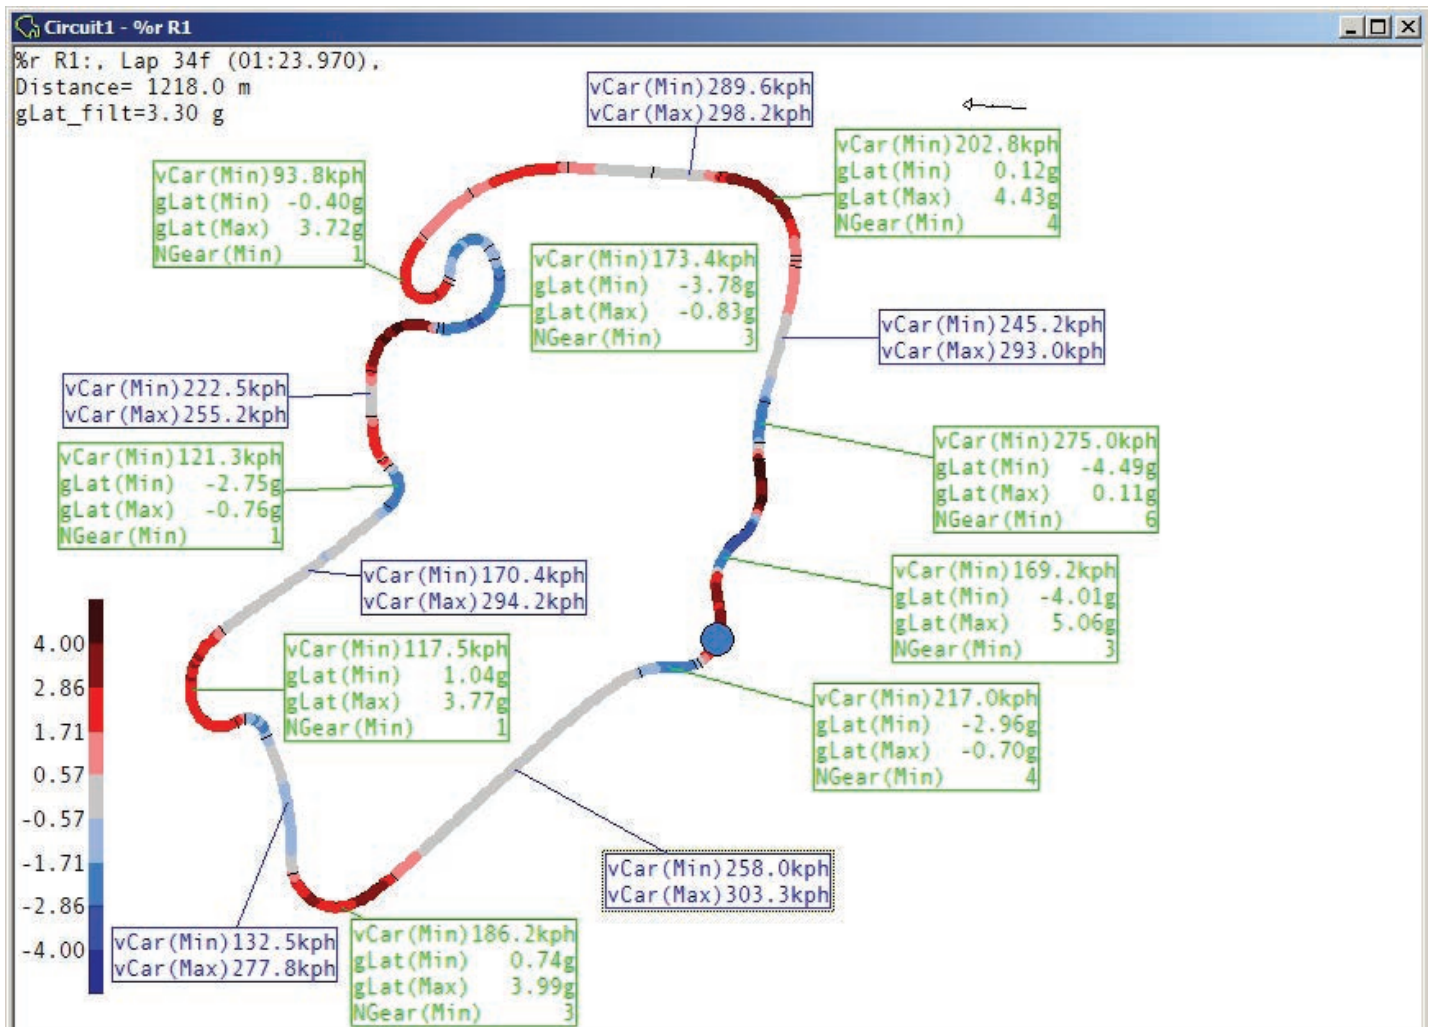 Circuit1 - %r R1
%r R1:, Lap 34f (01:23.970),
Distance= 1218.0 m
gLat_filt=3.30 g
vCar(Min)289.6kph
vCar(Max)298.2kph
vCar(Min)202.8kph
gLat(Min) 0.12g
gLat(Max) 4.43g
NGear(Min) 4
vCar(Min)93.8kph
gLat(Min) -0.40g
gLat(Max) 3.72g
NGear(Min) 1
vCar(Min)173.4kph
gLat(Min) -3.78g
gLat(Max) -0.83g
NGear(Min) 3
vCar(Min)245.2kph
vCar(Max)293.0kph
vCar(Min)222.5kph
vCar(Max)255.2kph
vCar(Min)275.0kph
gLat(Min) -4.49g
gLat(Max) 0.11g
NGear(Min) 6
vCar(Min)121.3kph
gLat(Min) -2.75g
gLat(Max) -0.76g
NGear(Min) 1
vCar(Min)170.4kph
vCar(Max)294.2kph
vCar(Min)169.2kph
gLat(Min) -4.01g
gLat(Max) 5.06g
NGear(Min) 3
vCar(Min)117.5kph
gLat(Min) 1.04g
gLat(Max) 3.77g
NGear(Min) 1
vCar(Min)217.0kph
gLat(Min) -2.96g
gLat(Max) -0.70g
NGear(Min) 4
4.00
2.86
1.71
0.57
-0.57
-1.71
-2.86
-4.00
vCar(Min)258.0kph
vCar(Max)303.3kph
vCar(Min)132.5kph
vCar(Max)277.8kph
vCar(Min)186.2kph
gLat(Min) 0.74g
gLat(Max) 3.99g
NGear(Min) 3